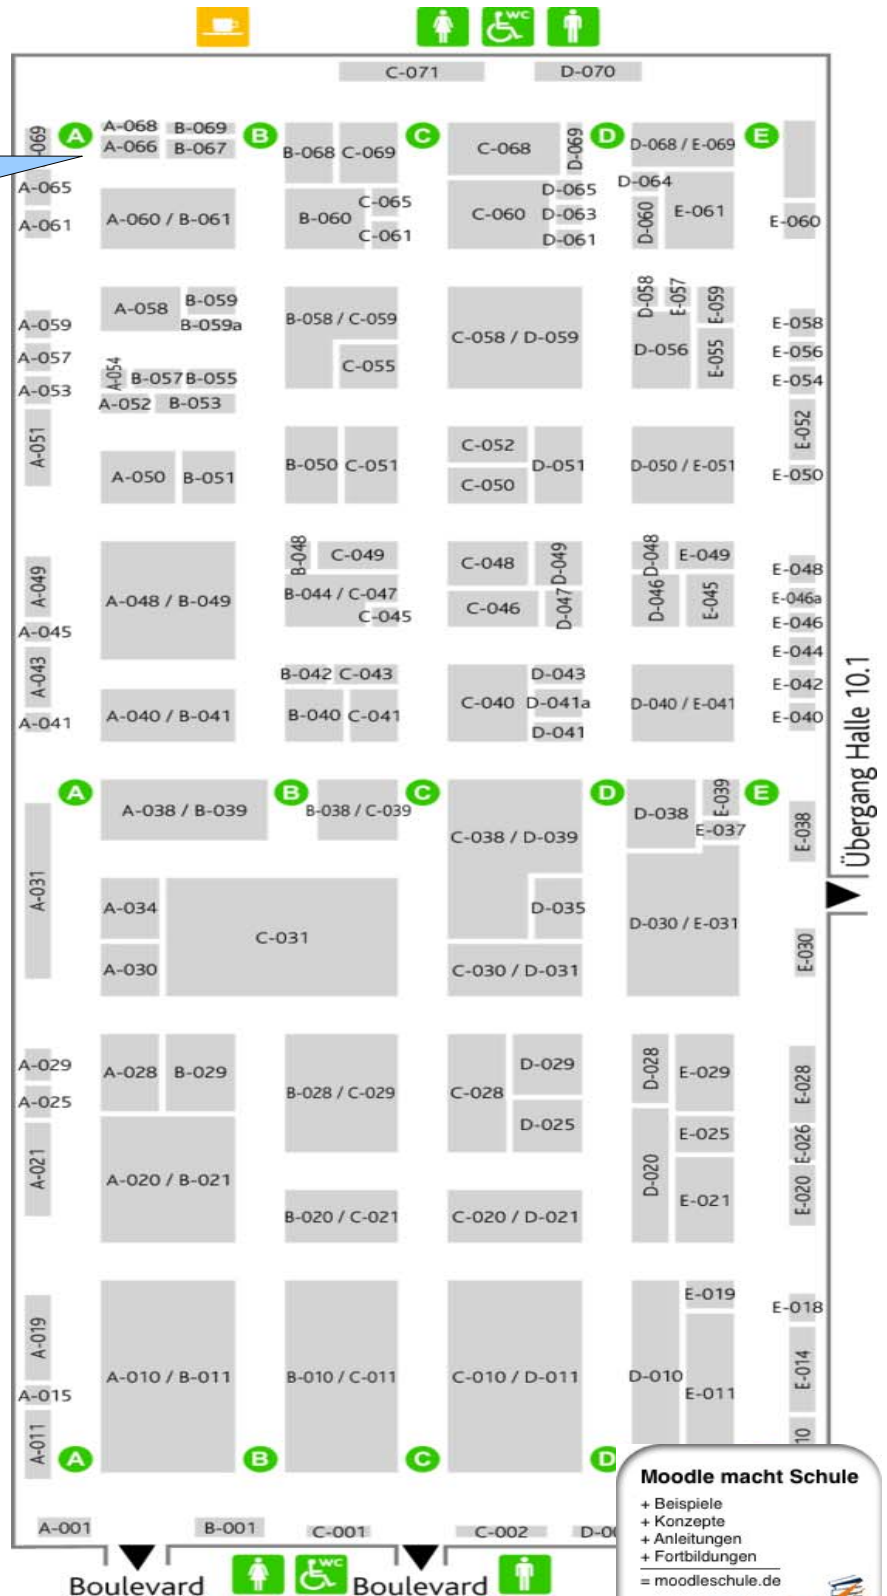 WC
C-071 D-070
A B C D E
-069
A-068 B-069
A-066 B-067
B-068 C-069
C-068 D-069
D-068 / E-069
A-065
A-061
A-060 / B-061
B-060 C-065
C-061
C-060 D-065
D-063
D-061
D-064
D-060 E-061
E-060
A-059
A-057
A-053
A-051
A-058 B-059
B-059a
A-054 B-057 B-055
A-052 B-053
A-050 B-051
B-058 / C-059
C-055
B-050 C-051
C-058 / D-059
C-052
C-050
D-051
D-058 E-057 E-059
D-056 E-055
D-050 / E-051
E-058
E-056
E-054
E-052
E-050
A-049
A-045
A-043
A-041
A-048 / B-049
A-040 / B-041
B-048 C-049
B-044 / C-047
C-045
B-042 C-043
B-040 C-041
C-048 D-049
C-046 D-047
C-040 D-043
D-041a
D-041
D-048 E-049
D-046 E-045
D-040 / E-041
E-048
E-046a
E-046
E-044
E-042
E-040
Übergang Halle 10.1
A B C D E
A-031
A-038 / B-039
B-038 / C-039
A-034
A-030
C-031
C-038 / D-039
D-035
C-030 / D-031
D-038 E-039
E-037
D-030 / E-031
E-038
E-030
A-029
A-025
A-021
A-028 B-029
A-020 / B-021
B-028 / C-029
B-020 / C-021
C-028 D-029
D-025
C-020 / D-021
D-028 E-029
E-025
D-020 E-021
E-028
E-026
E-020
A-019
A-015
A-011
A-010 / B-011
B-010 / C-011
C-010 / D-011
D-010 E-019
E-011
E-018
E-014
10
A B C D
A-001 B-001 C-001 C-002 D-00
Boulevard WC Boulevard
Moodle macht Schule
+ Beispiele
+ Konzepte
+ Anleitungen
+ Fortbildungen
= moodleschule.de